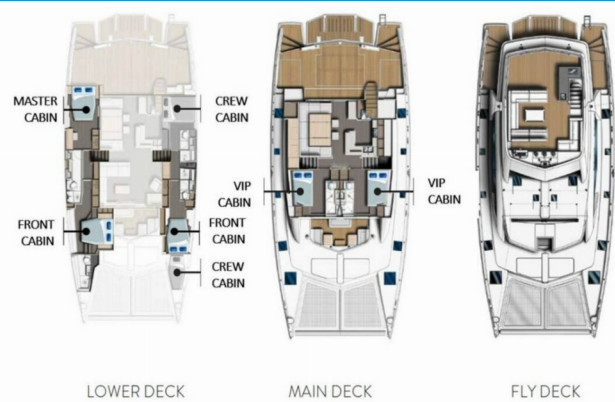 MASTER
CABIN
CREW
CABIN
VIP
CABIN
VIP
CABIN
FRONT
CABIN
FRONT
CABIN
CREW
CABIN
LOWER DECK
MAIN DECK
FLY DECK